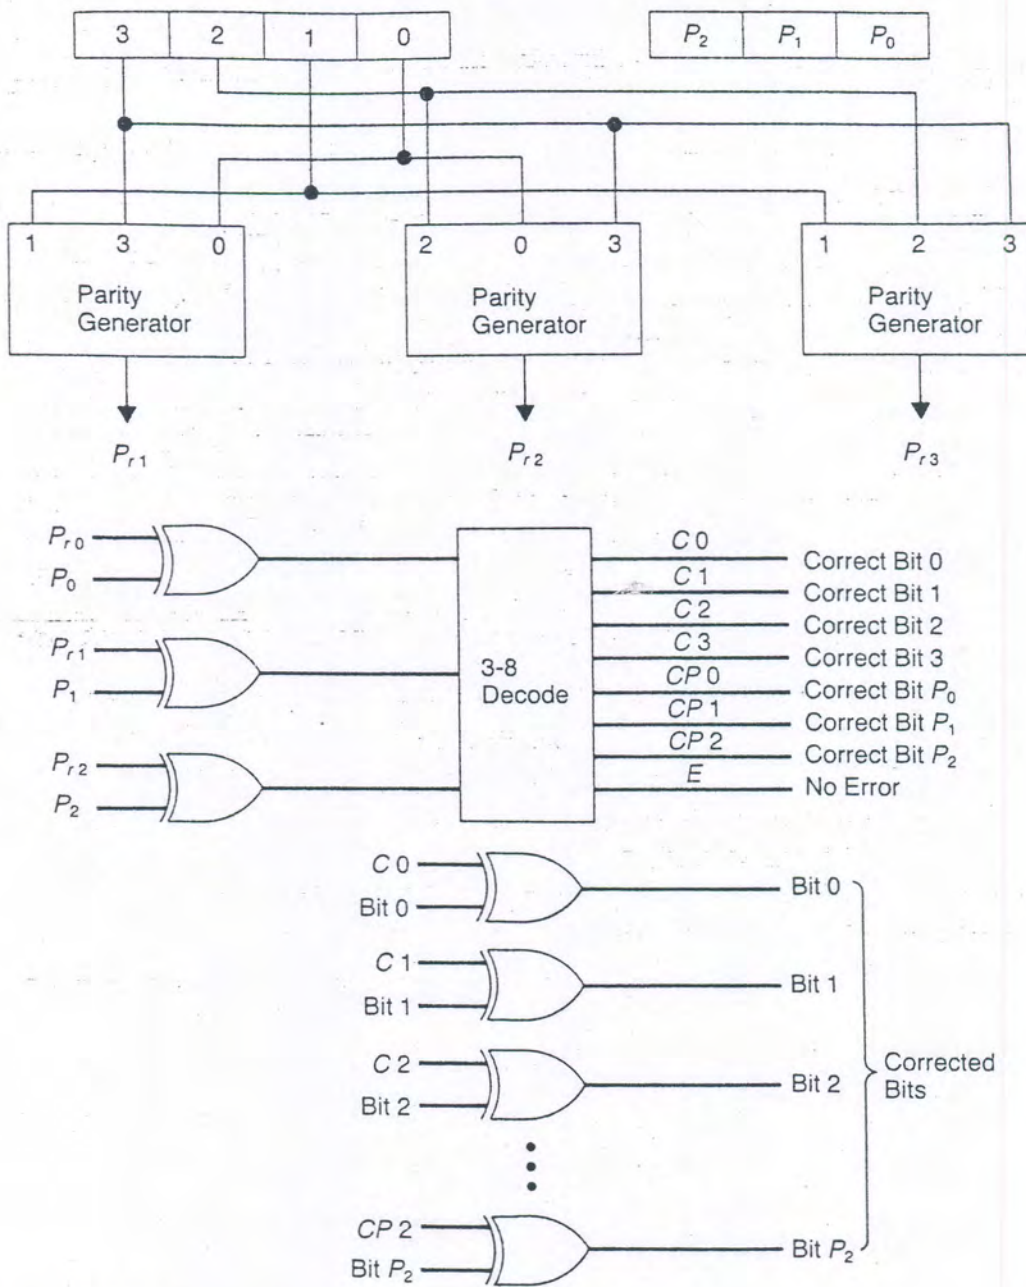 3 2 1 0 P2 P1 P0
1 3 0 2 0 3 1 2 3
Parity Generator
Parity Generator
Parity Generator
Pr1 Pr2 Pr3
Pr0
P0
Pr1
P1
Pr2
P2
3-8
Decode
C0 Correct Bit 0
C1 Correct Bit 1
C2 Correct Bit 2
C3 Correct Bit 3
CP0 Correct Bit P0
CP1 Correct Bit P1
CP2 Correct Bit P2
E No Error
C0
Bit 0
Bit 0
C1
Bit 1
Bit 1
C2
Bit 2
Bit 2
Corrected
Bits
CP2
Bit P2
Bit P2